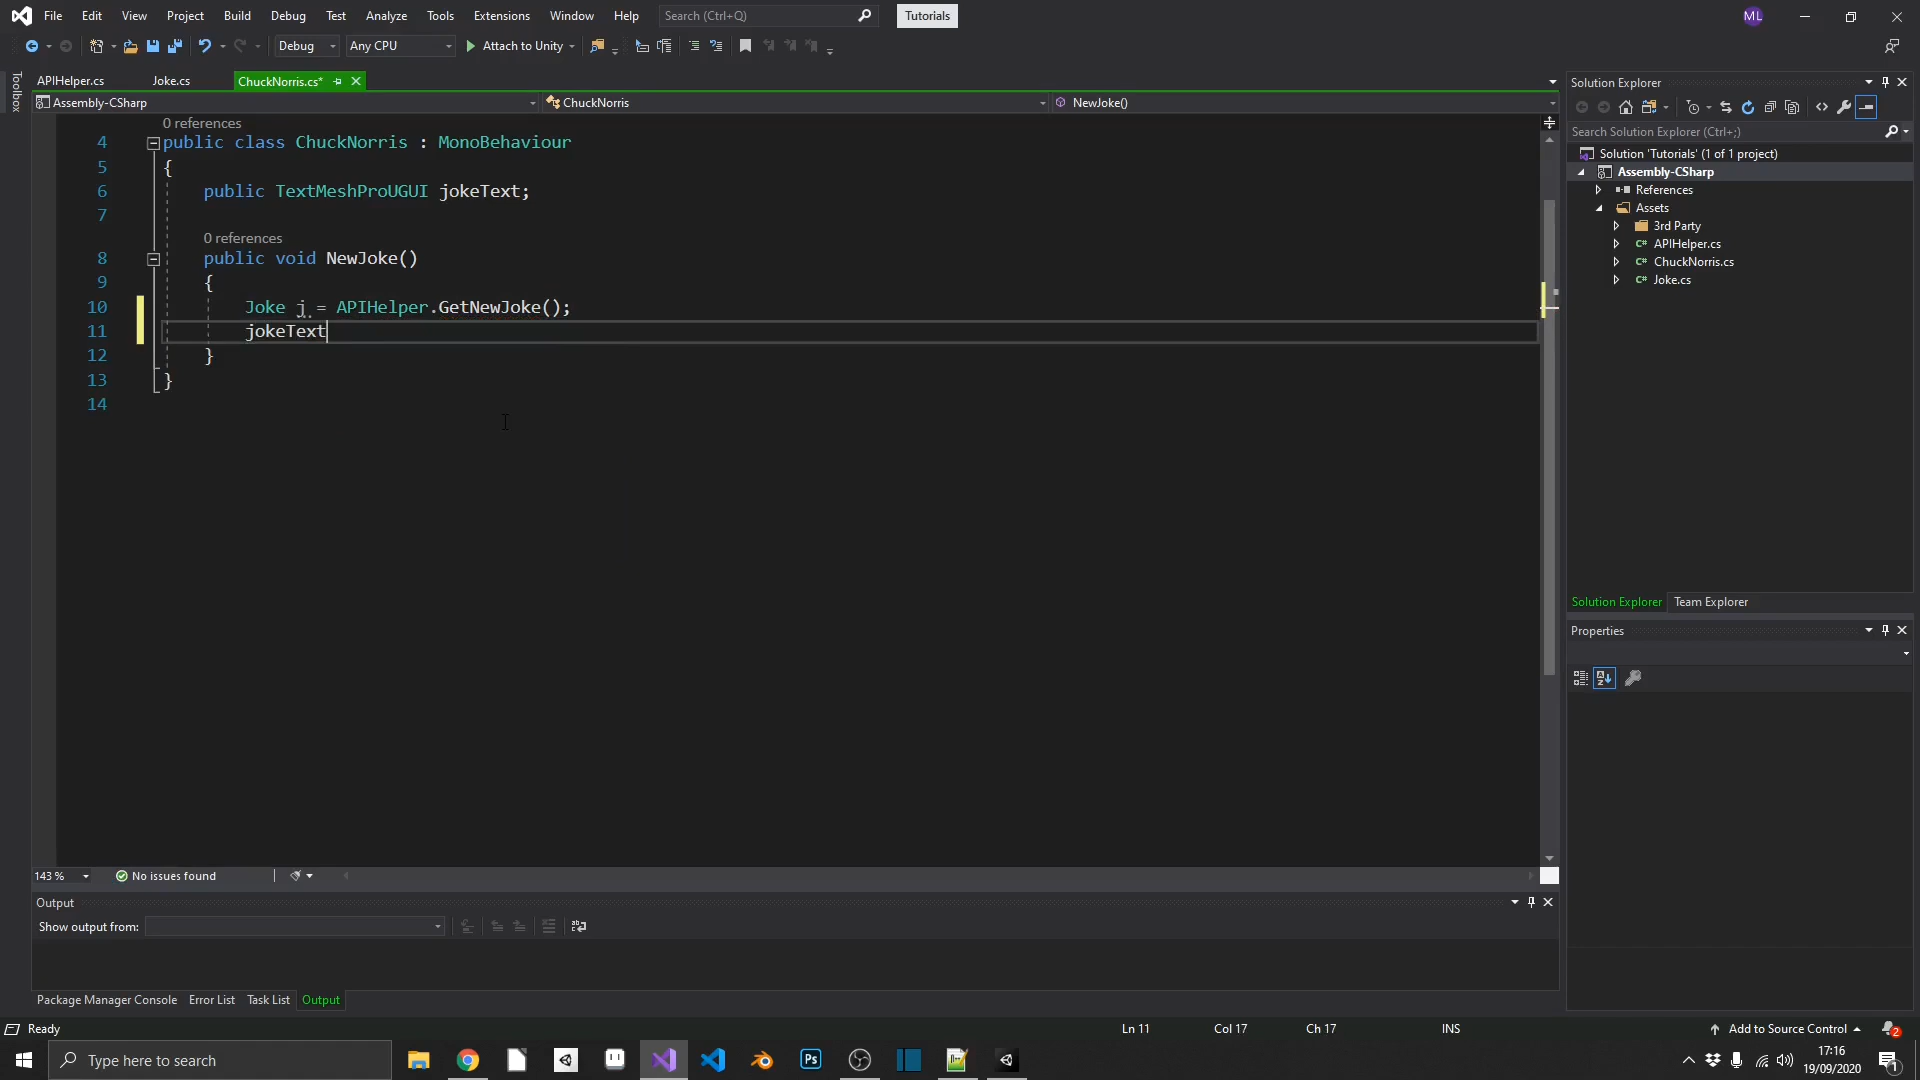 File Edit View Project Build Debug Test Analyze Tools Extensions Window Help Search (Ctrl+Q) Tutorials ML
Debug Any CPU Attach to Unity
Toolbox
APIHelper.cs Joke.cs ChuckNorris.cs*
Assembly-CSharp ChuckNorris NewJoke()
0 references
4 public class ChuckNorris : MonoBehaviour
5 {
6 public TextMeshProUGUI jokeText;
7
0 references
8 public void NewJoke()
9 {
10 Joke j = APIHelper.GetNewJoke();
11 jokeText
12 }
13 }
14
143 % No issues found
Output
Show output from:
Package Manager Console Error List Task List Output
Solution Explorer
Search Solution Explorer (Ctrl+;)
Solution 'Tutorials' (1 of 1 project)
Assembly-CSharp
References
Assets
3rd Party
C# APIHelper.cs
C# ChuckNorris.cs
C# Joke.cs
Solution Explorer Team Explorer
Properties
Ready Ln 11 Col 17 Ch 17 INS Add to Source Control 2
Type here to search Ps 17:16
19/09/2020 1